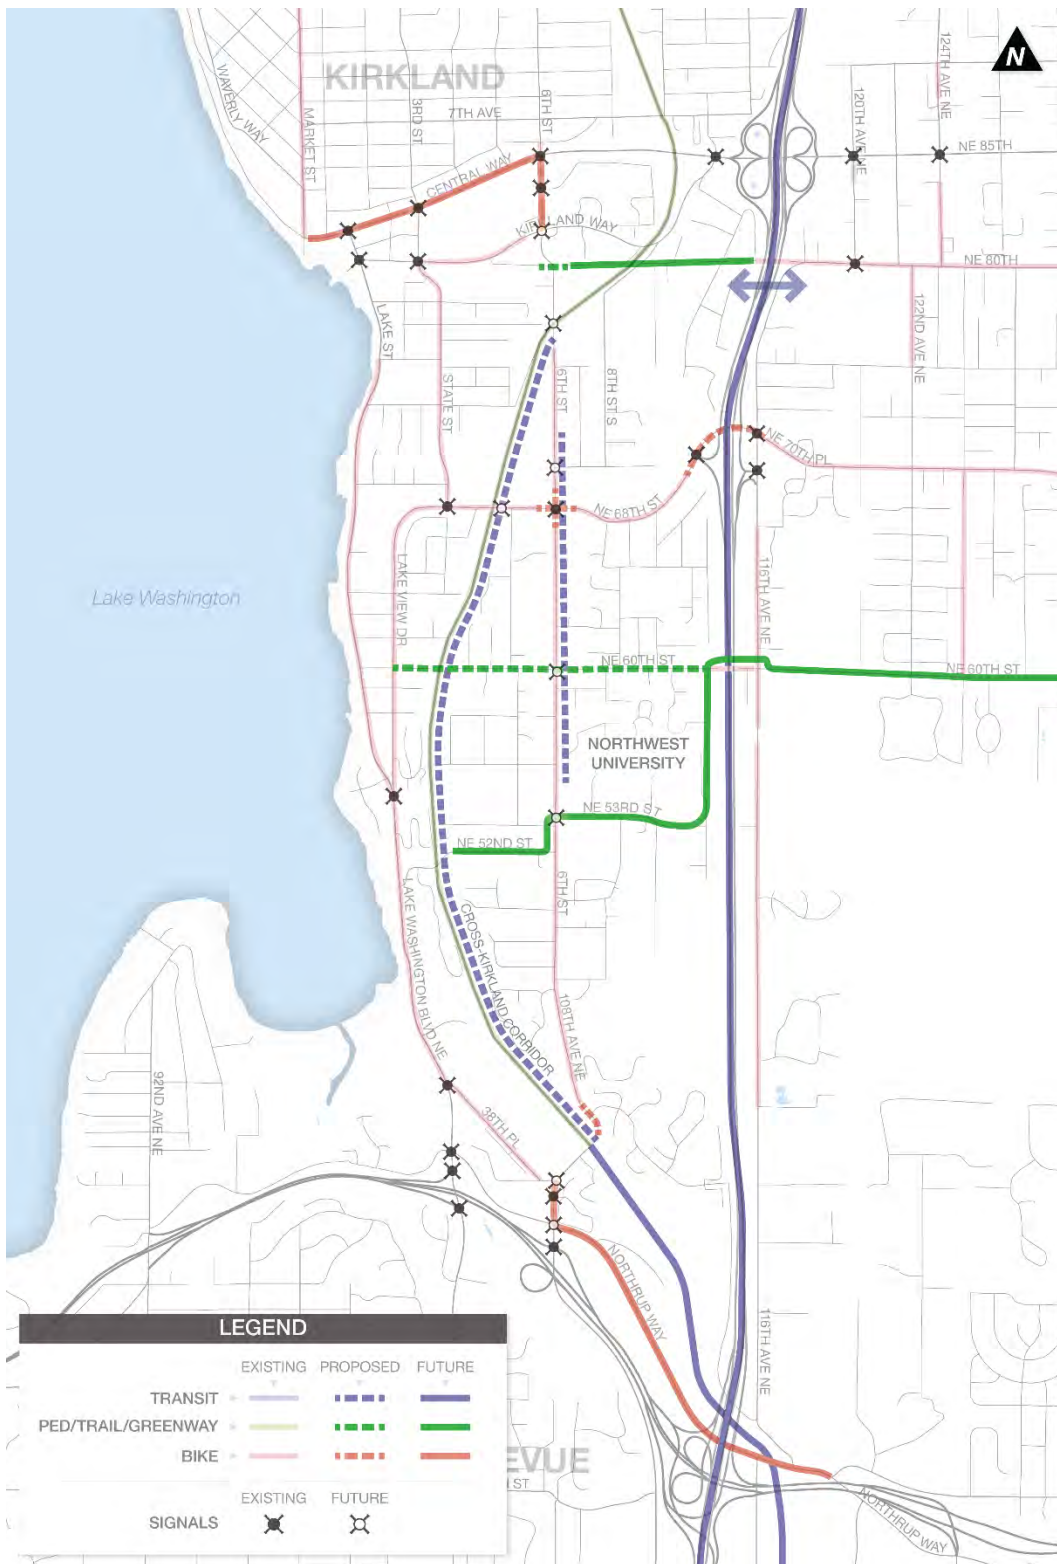 N
KIRKLAND
WAVERLY WAY
MARKET ST
3RD ST
7TH AVE
6TH ST
120TH AVE NE
124TH AVE NE
NE 85TH
CENTRAL WAY
KIRKLAND WAY
NE 80TH
LAKE ST
STATE ST
6TH ST
8TH ST S
122ND AVE NE
NE 70TH PL
NE 68TH ST
Lake Washington
LAKE VIEW DR
116TH AVE NE
NE 60TH ST
NE 60TH ST
NORTHWEST
UNIVERSITY
NE 53RD ST
NE 52ND ST
6TH ST
LAKE WASHINGTON BLVD NE
CROSS-KIRKLAND CORRIDOR
108TH AVE NE
92ND AVE NE
38TH PL
NORTHRUP WAY
116TH AVE NE
LEGEND
EXISTING PROPOSED FUTURE
TRANSIT
PED/TRAIL/GREENWAY
BIKE
EVUE
ST
EXISTING FUTURE
SIGNALS
NORTHRUP WAY